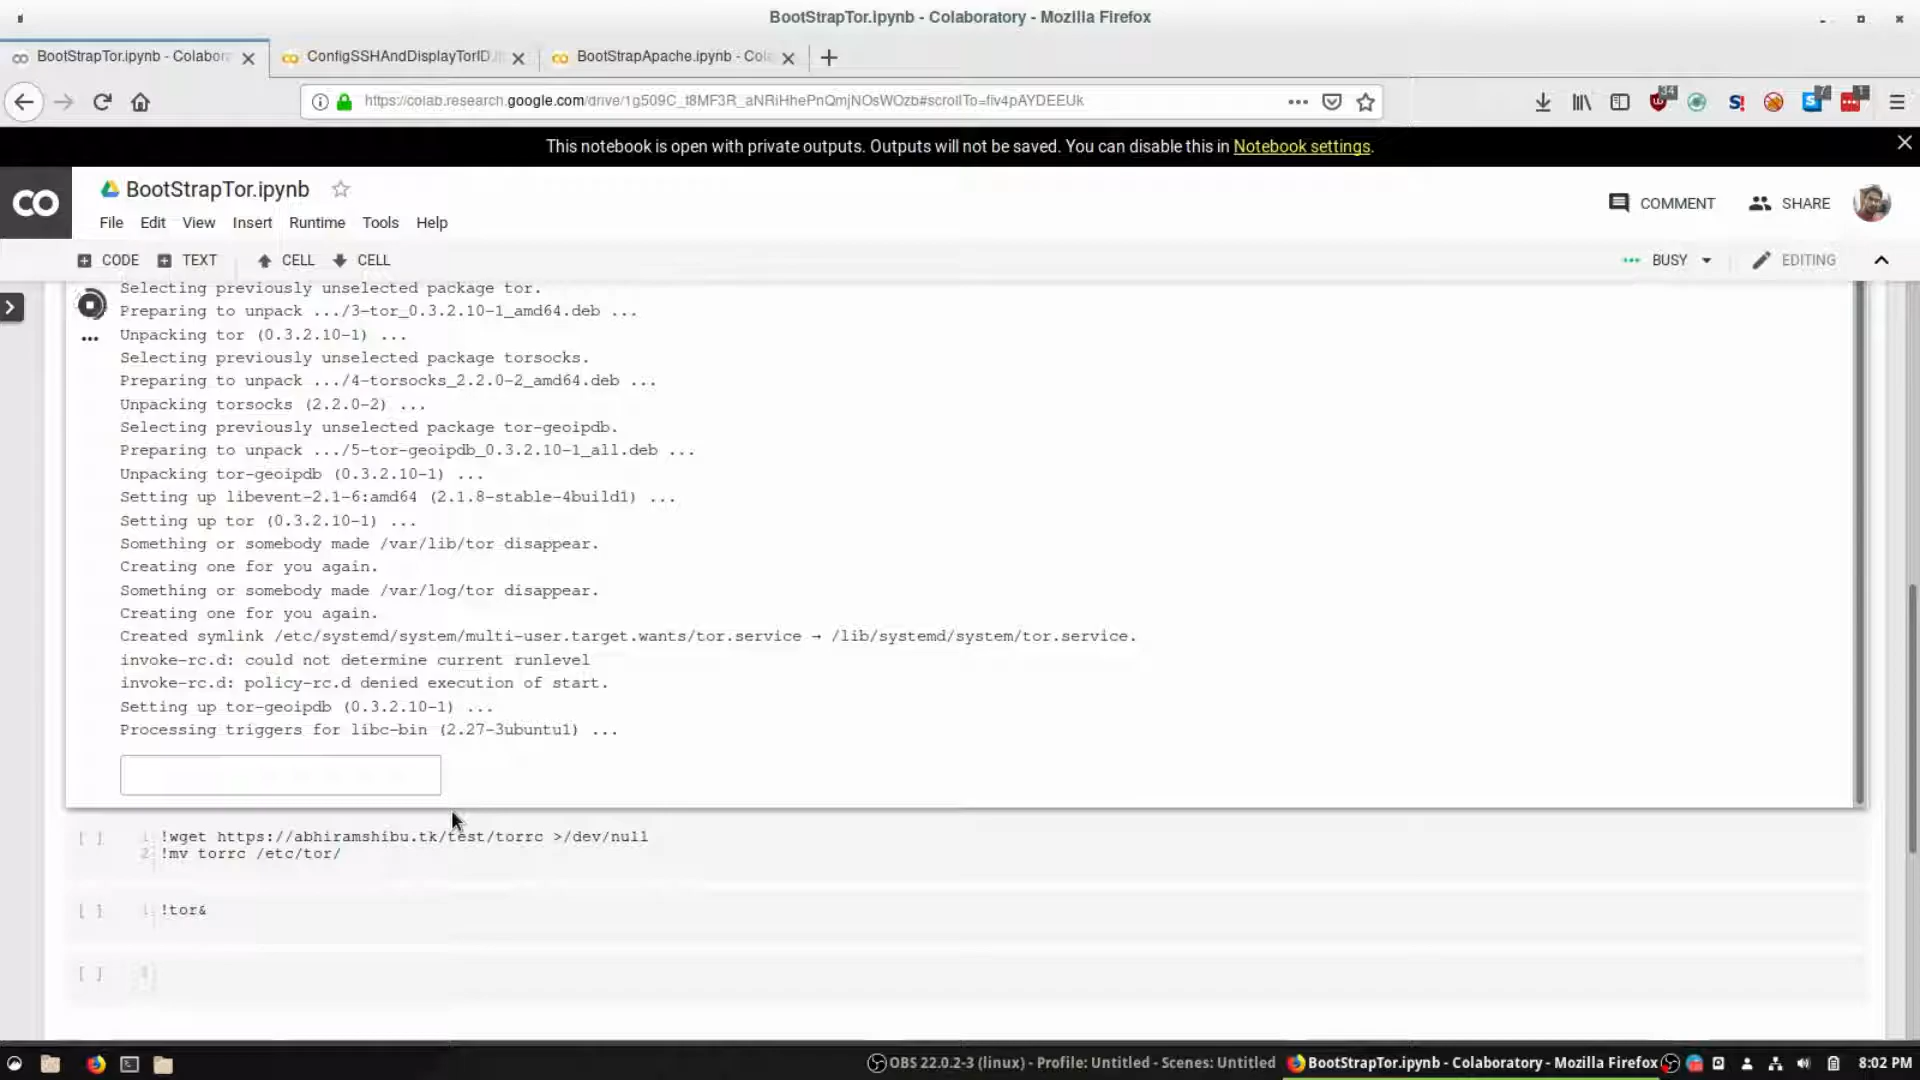 BootStrapTor.ipynb - Colaboratory - Mozilla Firefox
BootStrapTor.ipynb - Colabor
ConfigSSHAndDisplayTorID.
BootStrapApache.ipynb - Col
https://colab.research.google.com/drive/1g509C_t8MF3R_aNRiHhePnQmjNOsWOzb#scrollTo=fiv4pAYDEEUk
34
7
1
This notebook is open with private outputs. Outputs will not be saved. You can disable this in Notebook settings.
CO
BootStrapTor.ipynb
COMMENT
SHARE
File Edit View Insert Runtime Tools Help
CODE TEXT CELL CELL
BUSY
EDITING
Selecting previously unselected package tor.
Preparing to unpack .../3-tor_0.3.2.10-1_amd64.deb ...
Unpacking tor (0.3.2.10-1) ...
Selecting previously unselected package torsocks.
Preparing to unpack .../4-torsocks_2.2.0-2_amd64.deb ...
Unpacking torsocks (2.2.0-2) ...
Selecting previously unselected package tor-geoipdb.
Preparing to unpack .../5-tor-geoipdb_0.3.2.10-1_all.deb ...
Unpacking tor-geoipdb (0.3.2.10-1) ...
Setting up libevent-2.1-6:amd64 (2.1.8-stable-4build1) ...
Setting up tor (0.3.2.10-1) ...
Something or somebody made /var/lib/tor disappear.
Creating one for you again.
Something or somebody made /var/log/tor disappear.
Creating one for you again.
Created symlink /etc/systemd/system/multi-user.target.wants/tor.service → /lib/systemd/system/tor.service.
invoke-rc.d: could not determine current runlevel
invoke-rc.d: policy-rc.d denied execution of start.
Setting up tor-geoipdb (0.3.2.10-1) ...
Processing triggers for libc-bin (2.27-3ubuntu1) ...
[ ] 1 !wget https://abhiramshibu.tk/test/torrc >/dev/null
2 !mv torrc /etc/tor/
[ ] 1 !tor&
[ ]
OBS 22.0.2-3 (linux) - Profile: Untitled - Scenes: Untitled
BootStrapTor.ipynb - Colaboratory - Mozilla Firefox
8:02 PM